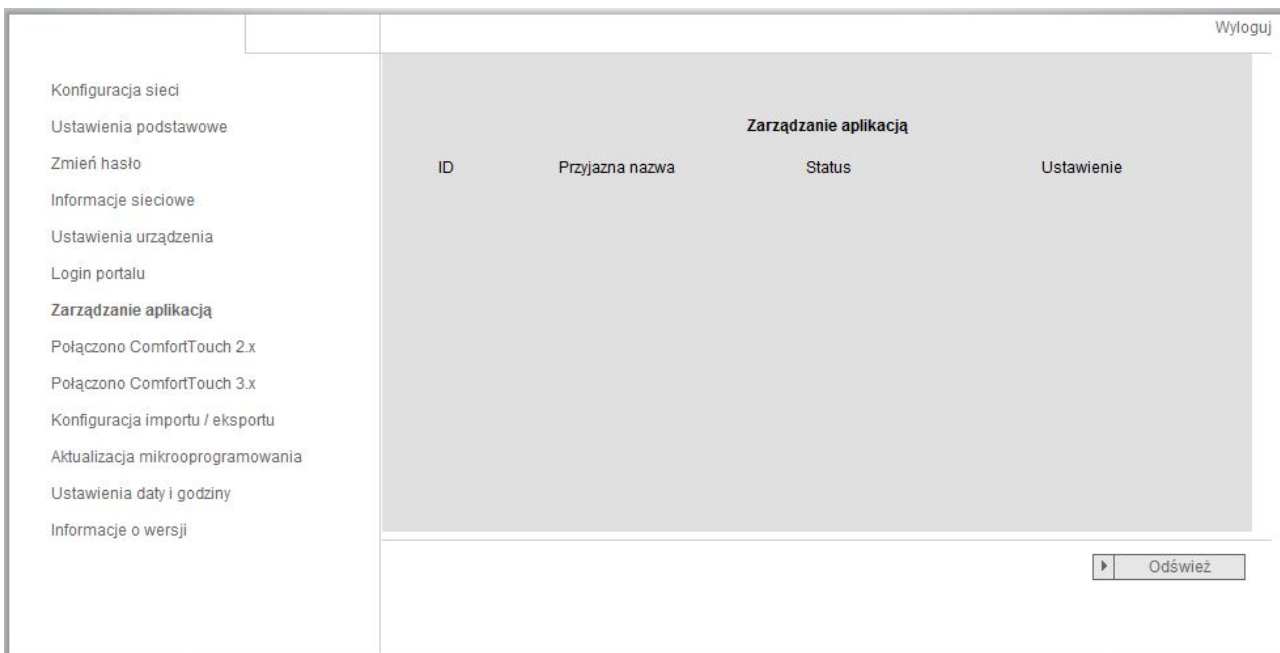 Wyloguj
Konfiguracja sieci
Ustawienia podstawowe
Zmień hasło
Informacje sieciowe
Ustawienia urządzenia
Login portalu
Zarządzanie aplikacją
Połączono ComfortTouch 2.x
Połączono ComfortTouch 3.x
Konfiguracja importu / eksportu
Aktualizacja mikrooprogramowania
Ustawienia daty i godziny
Informacje o wersji
Zarządzanie aplikacją
ID Przyjazna nazwa Status Ustawienie
Odśwież